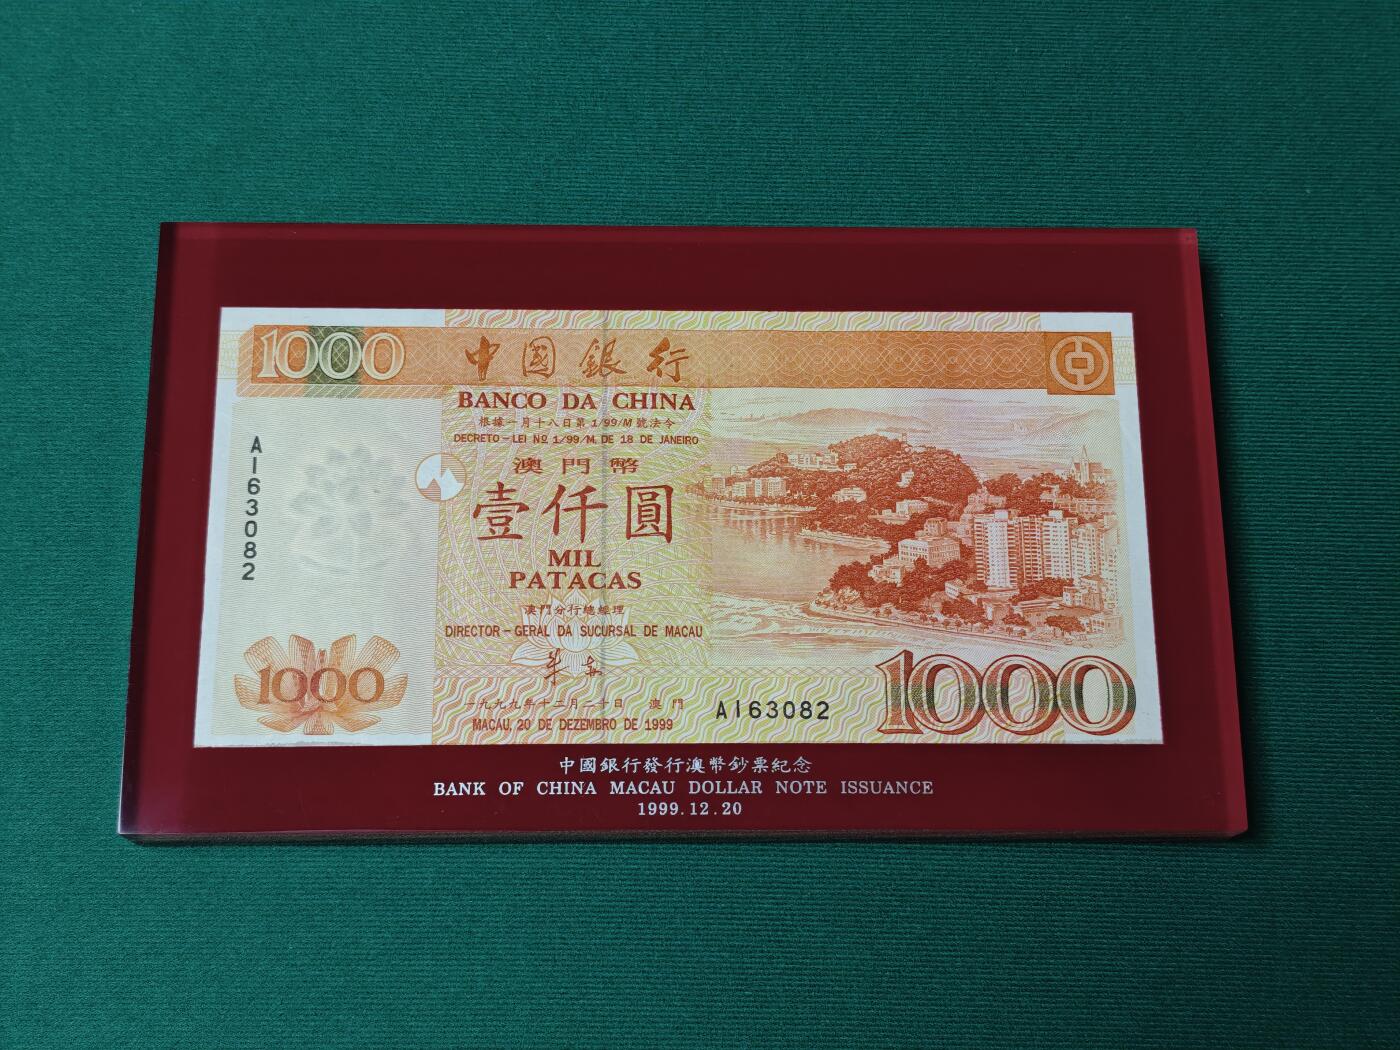 1000
中國銀行
BANCO DA CHINA
根據一月十八日第1/99/M號法令
DECRETO-LEI Nº 1/99/M, DE 18 DE JANEIRO
澳門幣
壹仟圓
MIL
PATACAS
澳門分行總經理
DIRECTOR-GERAL DA SUCURSAL DE MACAU
一九九九年十二月二十日 澳門
MACAU, 20 DE DEZEMBRO DE 1999
AI63082
1000
AI63082
1000
中國銀行發行澳幣鈔票紀念
BANK OF CHINA MACAU DOLLAR NOTE ISSUANCE
1999.12.20